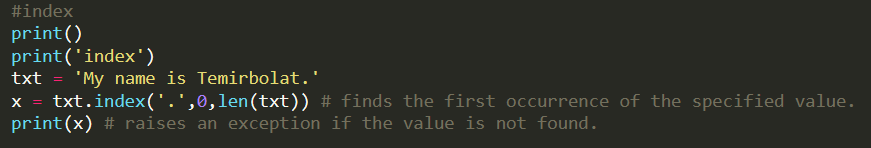 #index
print()
print('index')
txt = 'My name is Temirbolat.'
x = txt.index('.',0,len(txt)) # finds the first occurrence of the specified value.
print(x) # raises an exception if the value is not found.